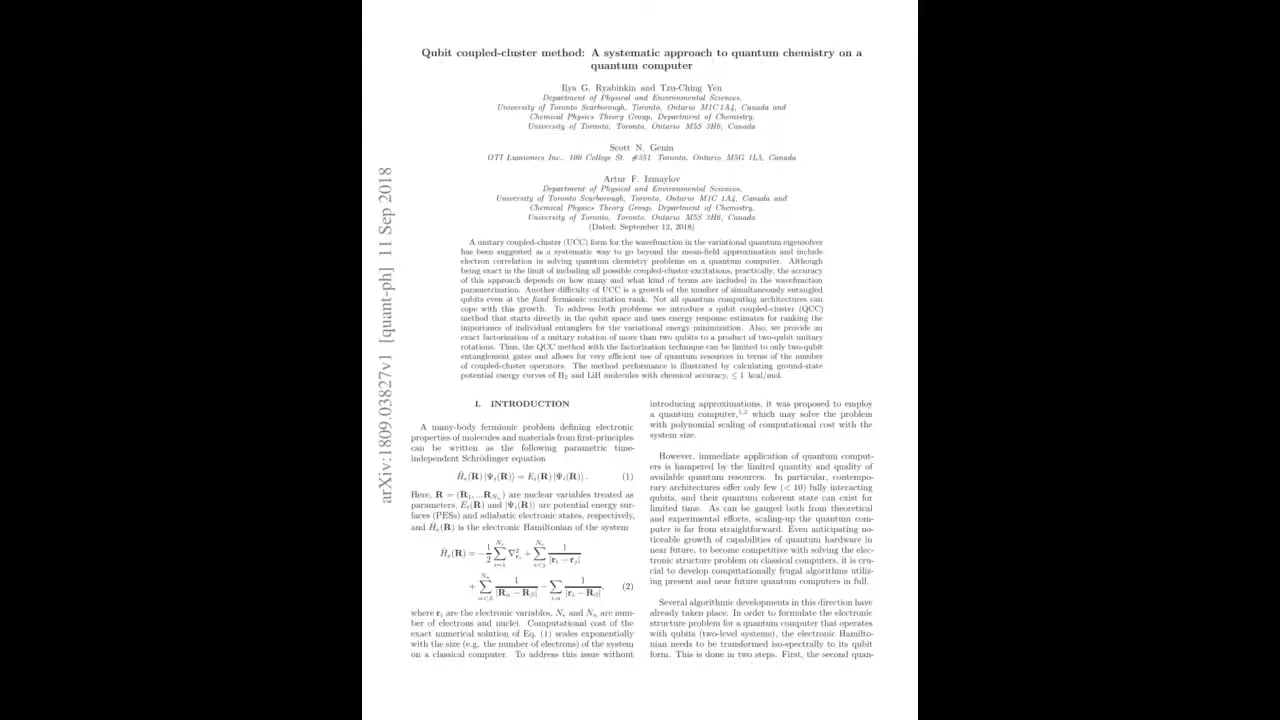 Qubit coupled-cluster method: A systematic approach to quantum chemistry on a
quantum computer
Ilya G. Ryabinkin and Tzu-Ching Yen
Department of Physical and Environmental Sciences,
University of Toronto Scarborough, Toronto, Ontario M1C 1A4, Canada and
Chemical Physics Theory Group, Department of Chemistry,
University of Toronto, Toronto, Ontario M5S 3H6, Canada
Scott N. Genin
OTI Lumionics Inc., 100 College St. #351, Toronto, Ontario M5G 1L5, Canada
Artur F. Izmaylov
Department of Physical and Environmental Sciences,
University of Toronto Scarborough, Toronto, Ontario M1C 1A4, Canada and
Chemical Physics Theory Group, Department of Chemistry,
University of Toronto, Toronto, Ontario M5S 3H6, Canada
(Dated: September 12, 2018)
A unitary coupled-cluster (UCC) form for the wavefunction in the variational quantum eigensolver
has been suggested as a systematic way to go beyond the mean-field approximation and include
electron correlation in solving quantum chemistry problems on a quantum computer. Although
being exact in the limit of including all possible coupled-cluster excitations, practically, the accuracy
of this approach depends on how many and what kind of terms are included in the wavefunction
parametrization. Another difficulty of UCC is a growth of the number of simultaneously entangled
qubits even at the fixed fermionic excitation rank. Not all quantum computing architectures can
cope with this growth. To address both problems we introduce a qubit coupled-cluster (QCC)
method that starts directly in the qubit space and uses energy response estimates for ranking the
importance of individual entanglers for the variational energy minimization. Also, we provide an
exact factorization of a unitary rotation of more than two qubits to a product of two-qubit unitary
rotations. Thus, the QCC method with the factorization technique can be limited to only two-qubit
entanglement gates and allows for very efficient use of quantum resources in terms of the number
of coupled-cluster operators. The method performance is illustrated by calculating ground-state
potential energy curves of H₂ and LiH molecules with chemical accuracy, ≤ 1 kcal/mol.
arXiv:1809.03827v1 [quant-ph] 11 Sep 2018
I. INTRODUCTION
A many-body fermionic problem defining electronic
properties of molecules and materials from first-principles
can be written as the following parametric time-
independent Schrödinger equation
Ĥₑ(R) |Ψᵢ(R)⟩ = Eᵢ(R) |Ψᵢ(R)⟩ . (1)
Here, R = (R₁, ...R_{Nₙ}) are nuclear variables treated as
parameters, Eᵢ(R) and |Ψᵢ(R)⟩ are potential energy sur-
faces (PESs) and adiabatic electronic states, respectively,
and Ĥₑ(R) is the electronic Hamiltonian of the system
Ĥₑ(R) = −1/2 ∑_{i=1}^{Nₑ} ∇²_{rᵢ} + ∑_{i<j}^{Nₑ} 1/|rᵢ − rⱼ|
+ ∑_{α<β}^{Nₙ} 1/|R_α − R_β| − ∑_{i,α} 1/|rᵢ − R_β|, (2)
where rᵢ are the electronic variables, Nₑ and Nₙ are num-
ber of electrons and nuclei. Computational cost of the
exact numerical solution of Eq. (1) scales exponentially
with the size (e.g. the number of electrons) of the system
on a classical computer. To address this issue without
introducing approximations, it was proposed to employ
a quantum computer,¹,² which may solve the problem
with polynomial scaling of computational cost with the
system size.
However, immediate application of quantum comput-
ers is hampered by the limited quantity and quality of
available quantum resources. In particular, contempo-
rary architectures offer only few (< 10) fully interacting
qubits, and their quantum coherent state can exist for
limited time. As can be gauged both from theoretical
and experimental efforts, scaling-up the quantum com-
puter is far from straightforward. Even anticipating no-
ticeable growth of capabilities of quantum hardware in
near future, to become competitive with solving the elec-
tronic structure problem on classical computers, it is cru-
cial to develop computationally frugal algorithms utiliz-
ing present and near future quantum computers in full.
Several algorithmic developments in this direction have
already taken place. In order to formulate the electronic
structure problem for a quantum computer that operates
with qubits (two-level systems), the electronic Hamilto-
nian needs to be transformed iso-spectrally to its qubit
form. This is done in two steps. First, the second quan-